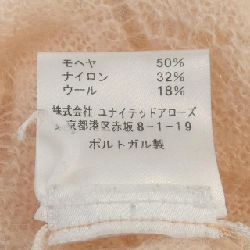 モヘヤ 50%
ナイロン 32%
ウール 18%
株式会社 ユナイテッドアローズ
京都港区赤坂8-1-19
ポルトガル製